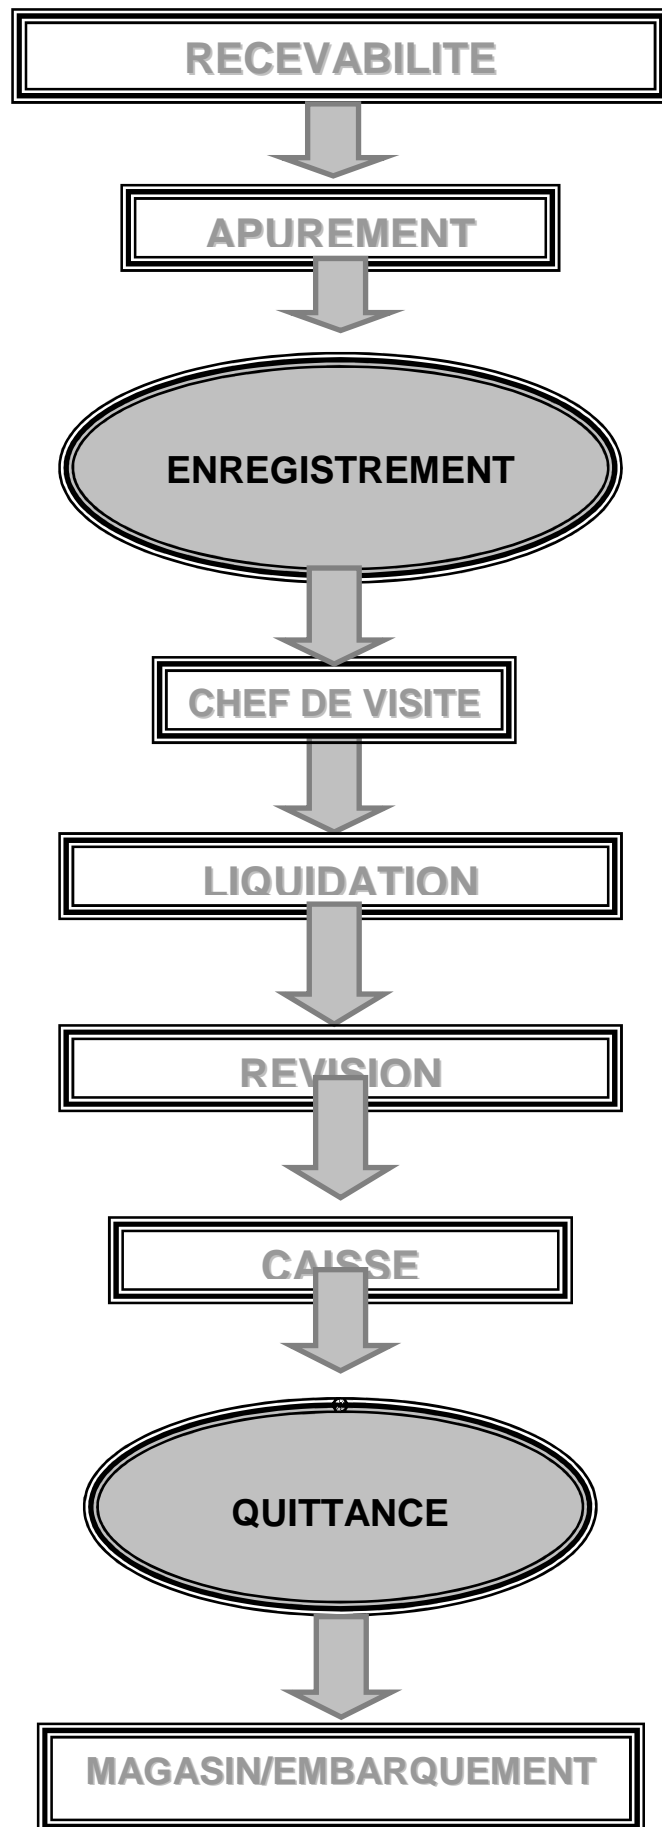 RECEVABILITE
APUREMENT
ENREGISTREMENT
CHEF DE VISITE
LIQUIDATION
REVISION
CAISSE
QUITTANCE
MAGASIN/EMBARQUEMENT